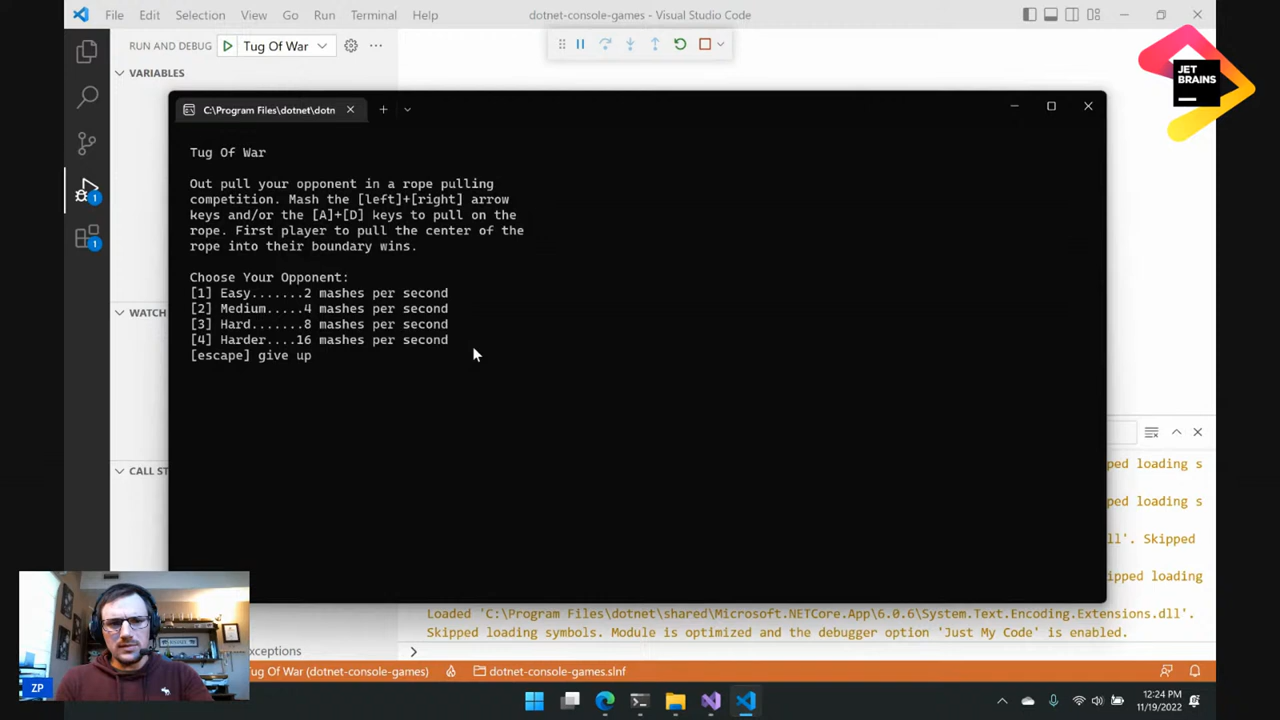 File Edit Selection View Go Run Terminal Help
dotnet-console-games - Visual Studio Code
RUN AND DEBUG
Tug Of War
VARIABLES
JET
BRAINS
C:\Program Files\dotnet\dotn
Tug Of War
Out pull your opponent in a rope pulling
competition. Mash the [left]+[right] arrow
keys and/or the [A]+[D] keys to pull on the
rope. First player to pull the center of the
rope into their boundary wins.
Choose Your Opponent:
[1] Easy.......2 mashes per second
[2] Medium.....4 mashes per second
[3] Hard.......8 mashes per second
[4] Harder....16 mashes per second
[escape] give up
1
1
WATCH
CALL ST
ped loading s
ped loading s
ll'. Skipped
ipped loading
Loaded 'C:\Program Files\dotnet\shared\Microsoft.NETCore.App\6.0.6\System.Text.Encoding.Extensions.dll'.
Skipped loading symbols. Module is optimized and the debugger option 'Just My Code' is enabled.
xceptions
Tug Of War (dotnet-console-games)
dotnet-console-games.slnf
ZP
12:24 PM
11/19/2022